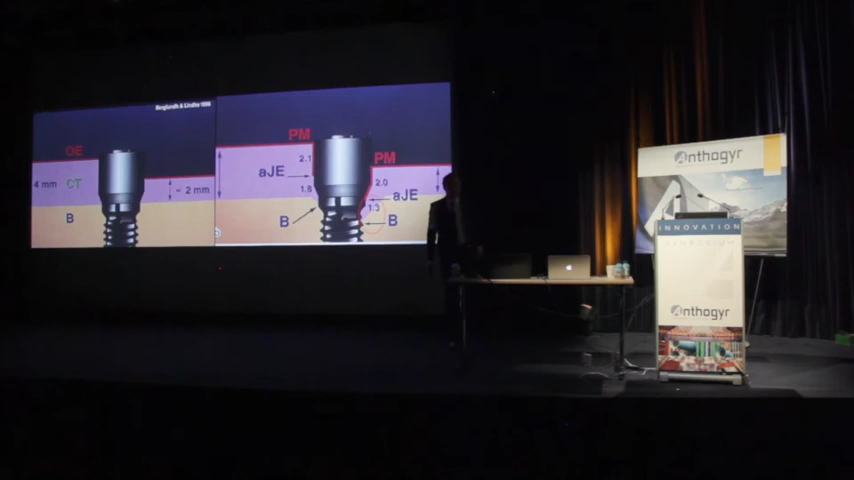 Berglundh & Lindhe 1996
OE
4 mm
CT
~ 2 mm
B
PM
2.1
aJE
1.8
B
PM
2.0
aJE
1.3
B
Anthogyr
INNOVATION
SYMPOSIUM
Anthogyr